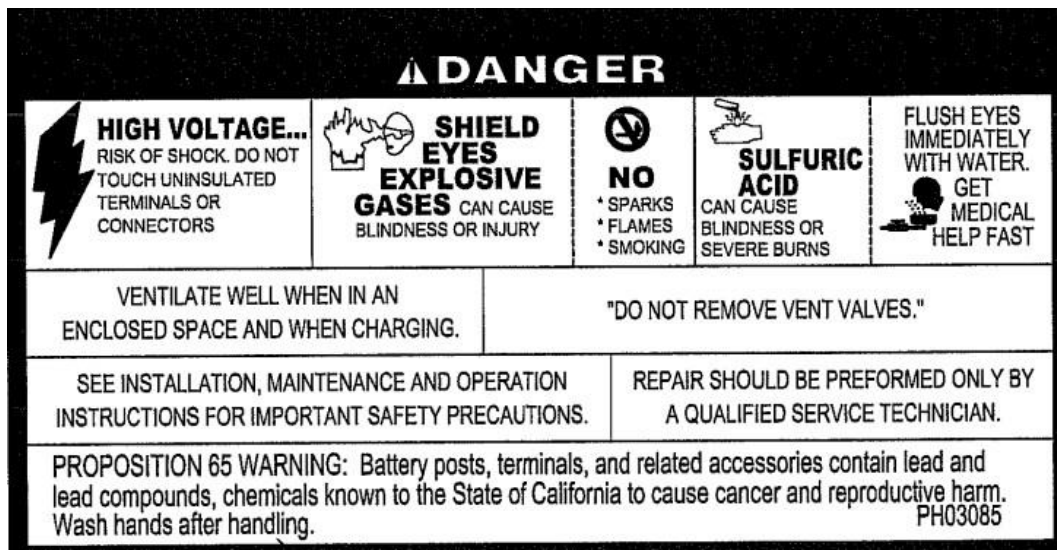 DANGER
HIGH VOLTAGE...
RISK OF SHOCK. DO NOT
TOUCH UNINSULATED
TERMINALS OR
CONNECTORS
SHIELD
EYES
EXPLOSIVE
GASES CAN CAUSE
BLINDNESS OR INJURY
NO
* SPARKS
* FLAMES
* SMOKING
SULFURIC
ACID
CAN CAUSE
BLINDNESS OR
SEVERE BURNS
FLUSH EYES
IMMEDIATELY
WITH WATER.
GET
MEDICAL
HELP FAST
VENTILATE WELL WHEN IN AN
ENCLOSED SPACE AND WHEN CHARGING.
"DO NOT REMOVE VENT VALVES."
SEE INSTALLATION, MAINTENANCE AND OPERATION
INSTRUCTIONS FOR IMPORTANT SAFETY PRECAUTIONS.
REPAIR SHOULD BE PREFORMED ONLY BY
A QUALIFIED SERVICE TECHNICIAN.
PROPOSITION 65 WARNING: Battery posts, terminals, and related accessories contain lead and
lead compounds, chemicals known to the State of California to cause cancer and reproductive harm.
Wash hands after handling.
PH03085